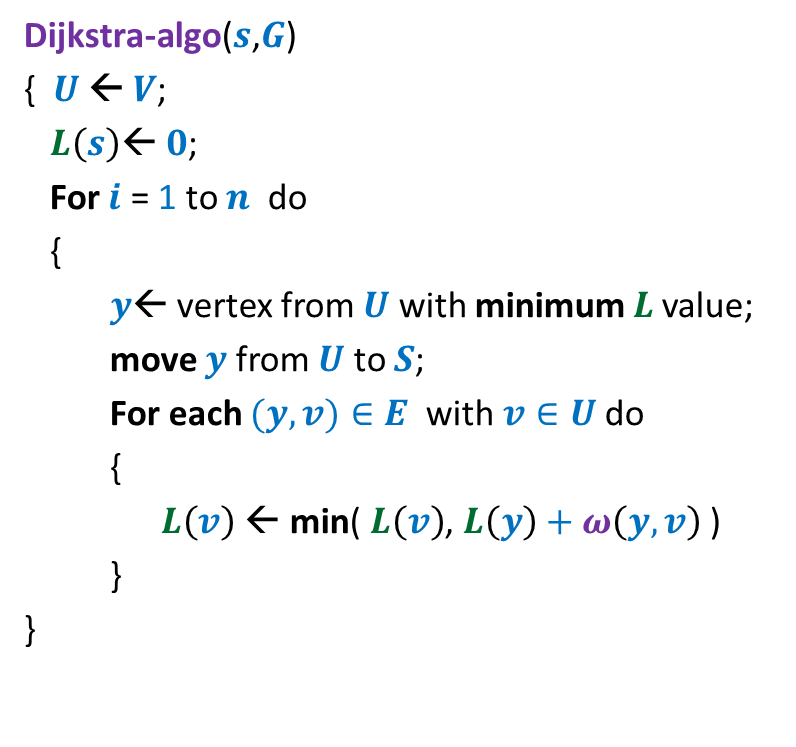 Dijkstra-algo(s,G)
{ U ← V;
L(s)← 0;
For i = 1 to n do
{
y← vertex from U with minimum L value;
move y from U to S;
For each (y, v) ∈ E with v ∈ U do
{
L(v) ← min( L(v), L(y) + ω(y, v) )
}
}